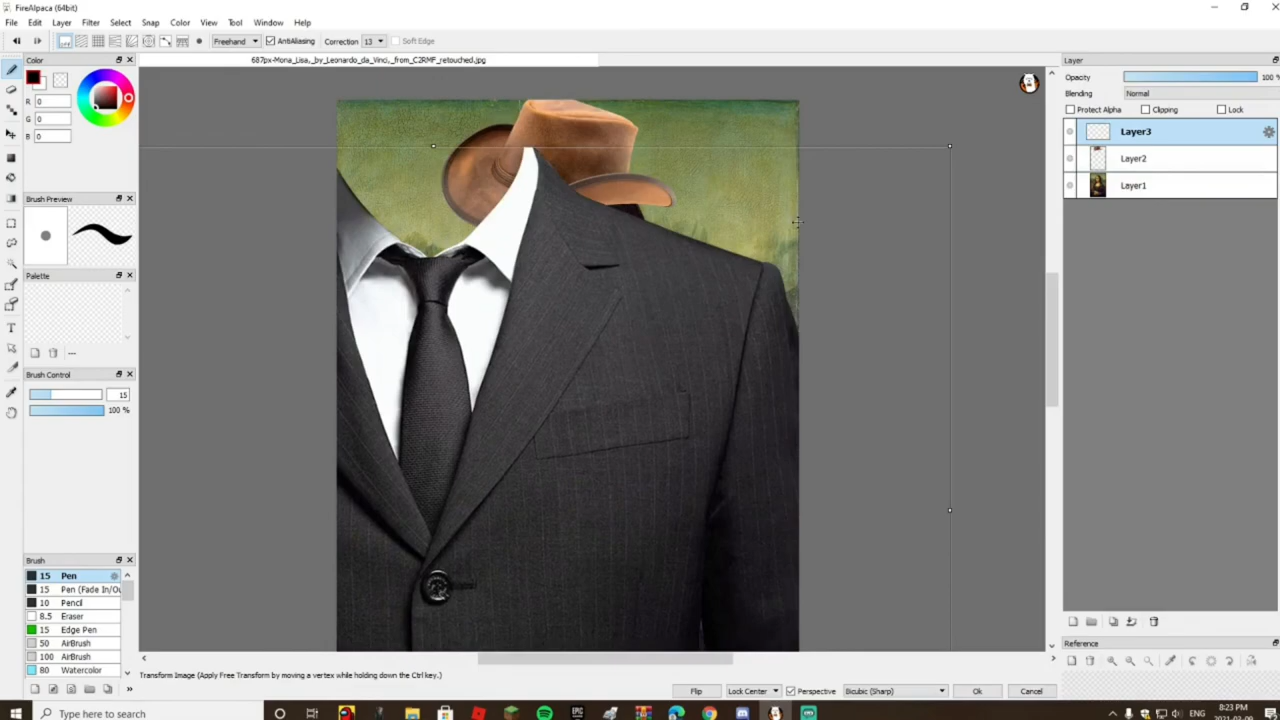 FireAlpaca (64bit)
File Edit Layer Filter Select Snap Color View Tool Window Help
Freehand AntiAliasing Correction 13 Soft Edge
Color
687px-Mona_Lisa,_by_Leonardo_da_Vinci,_from_C2RMF_retouched.jpg
Layer
R 0
G 0
B 0
Opacity 100 %
Blending Normal
Protect Alpha Clipping Lock
Layer3
Layer2
Layer1
Brush Preview
Palette
Brush Control
15
100 %
Brush
15 Pen
15 Pen (Fade In/Ou
10 Pencil
8.5 Eraser
15 Edge Pen
50 AirBrush
100 AirBrush
80 Watercolor
Reference
Transform Image (Apply Free Transform by moving a vertex while holding down the Ctrl key.)
Flip Lock Center Perspective Bicubic (Sharp) Ok Cancel
Type here to search
EPIC
ENG
8:23 PM